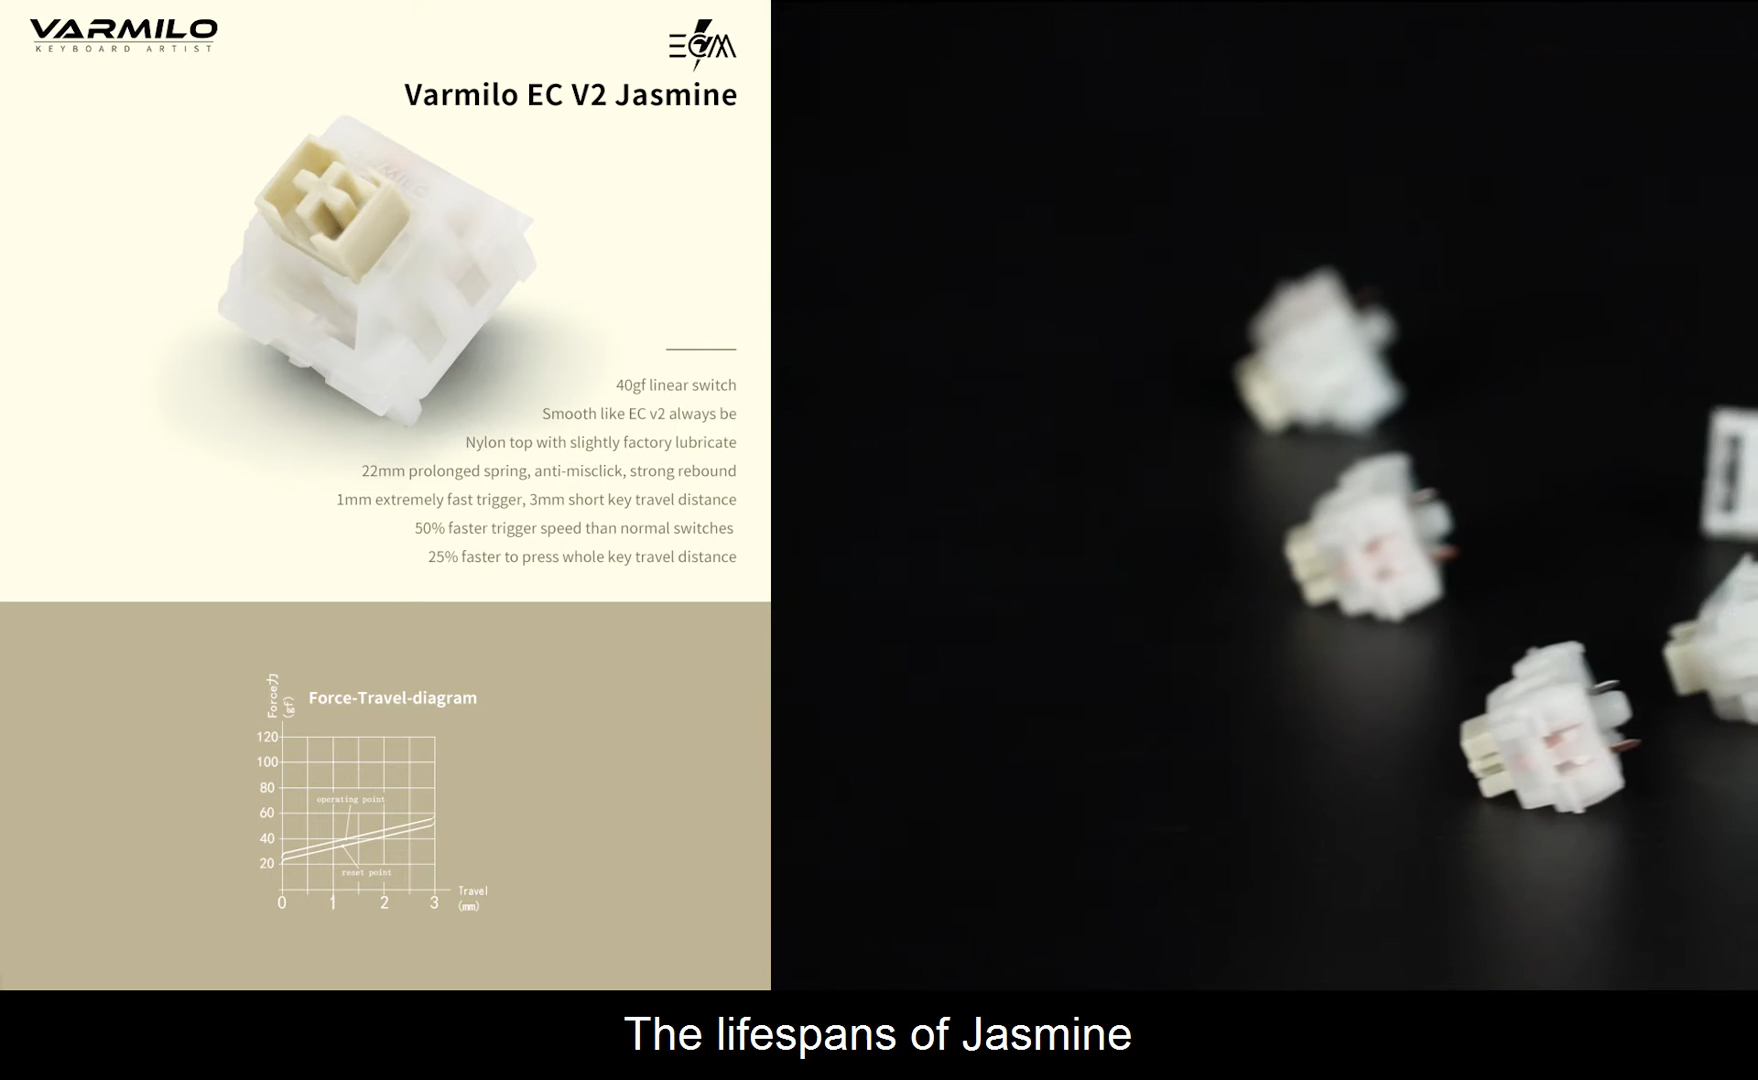 VARMILO
KEYBOARD ARTIST
Varmilo EC V2 Jasmine
40gf linear switch
Smooth like EC v2 always be
Nylon top with slightly factory lubricate
22mm prolonged spring, anti-misclick, strong rebound
1mm extremely fast trigger, 3mm short key travel distance
50% faster trigger speed than normal switches
25% faster to press whole key travel distance
Force力
(gf)
Force-Travel-diagram
120
100
80
60
40
20
operating point
reset point
0 1 2 3
Travel
(mm)
The lifespans of Jasmine